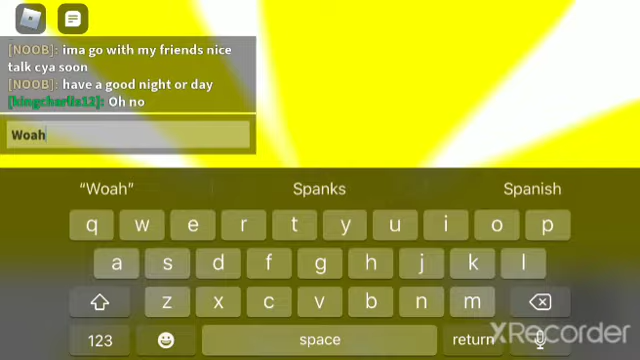 [NOOB]: ima go with my friends nice
talk cya soon
[NOOB]: have a good night or day
[kingcharlis12]: Oh no
Woah
“Woah” Spanks Spanish
q w e r t y u i o p
a s d f g h j k l
z x c v b n m
123 space return
XRecorder